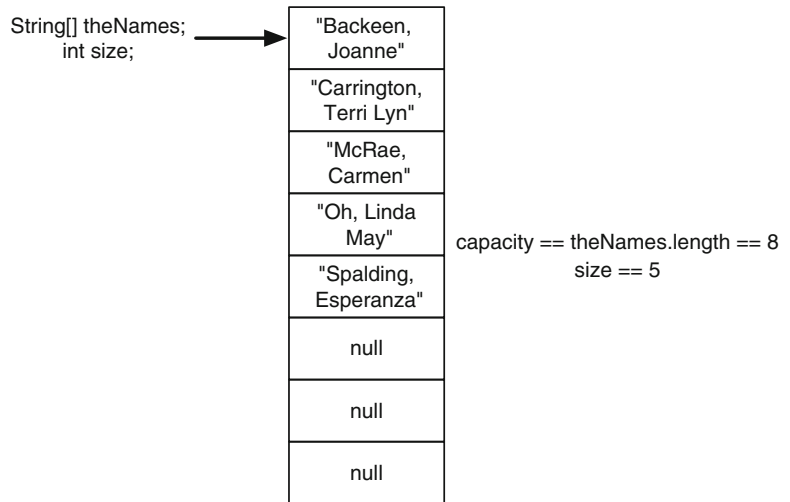 String[] theNames;
int size;
"Backeen,
Joanne"
"Carrington,
Terri Lyn"
"McRae,
Carmen"
"Oh, Linda
May"
"Spalding,
Esperanza"
null
null
null
capacity == theNames.length == 8
size == 5